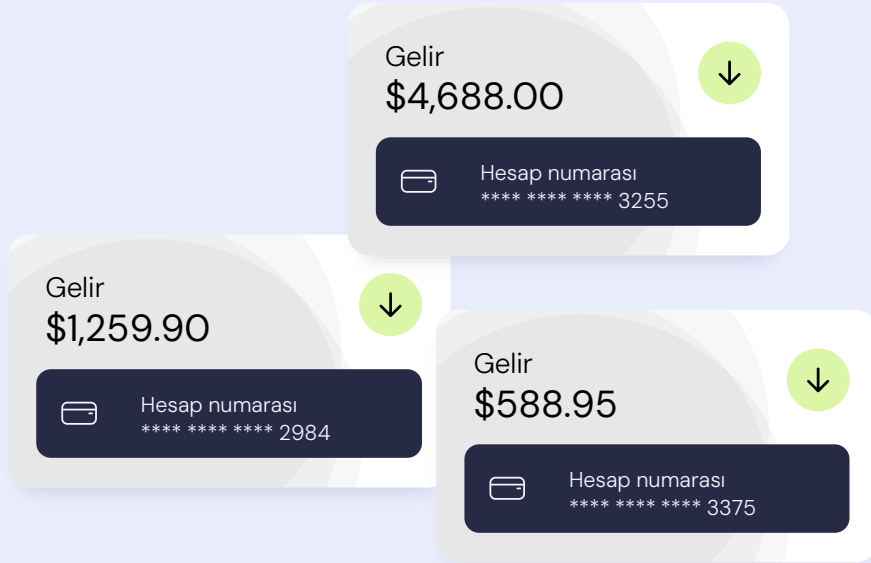 Gelir
$4,688.00
Hesap numarası
**** **** **** 3255
Gelir
$1,259.90
Hesap numarası
**** **** **** 2984
Gelir
$588.95
Hesap numarası
**** **** **** 3375